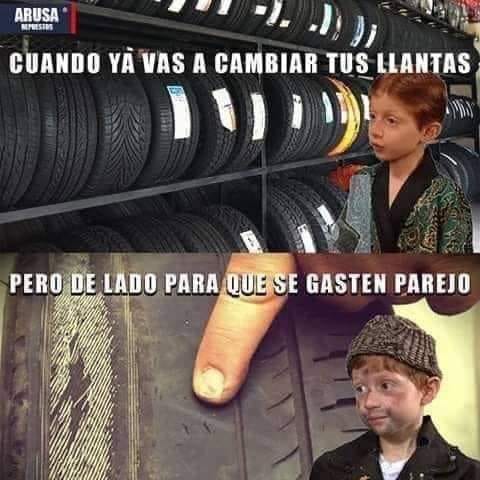 ARUSA
REPUESTOS
CUANDO YA VAS A CAMBIAR TUS LLANTAS
PERO DE LADO PARA QUE SE GASTEN PAREJO